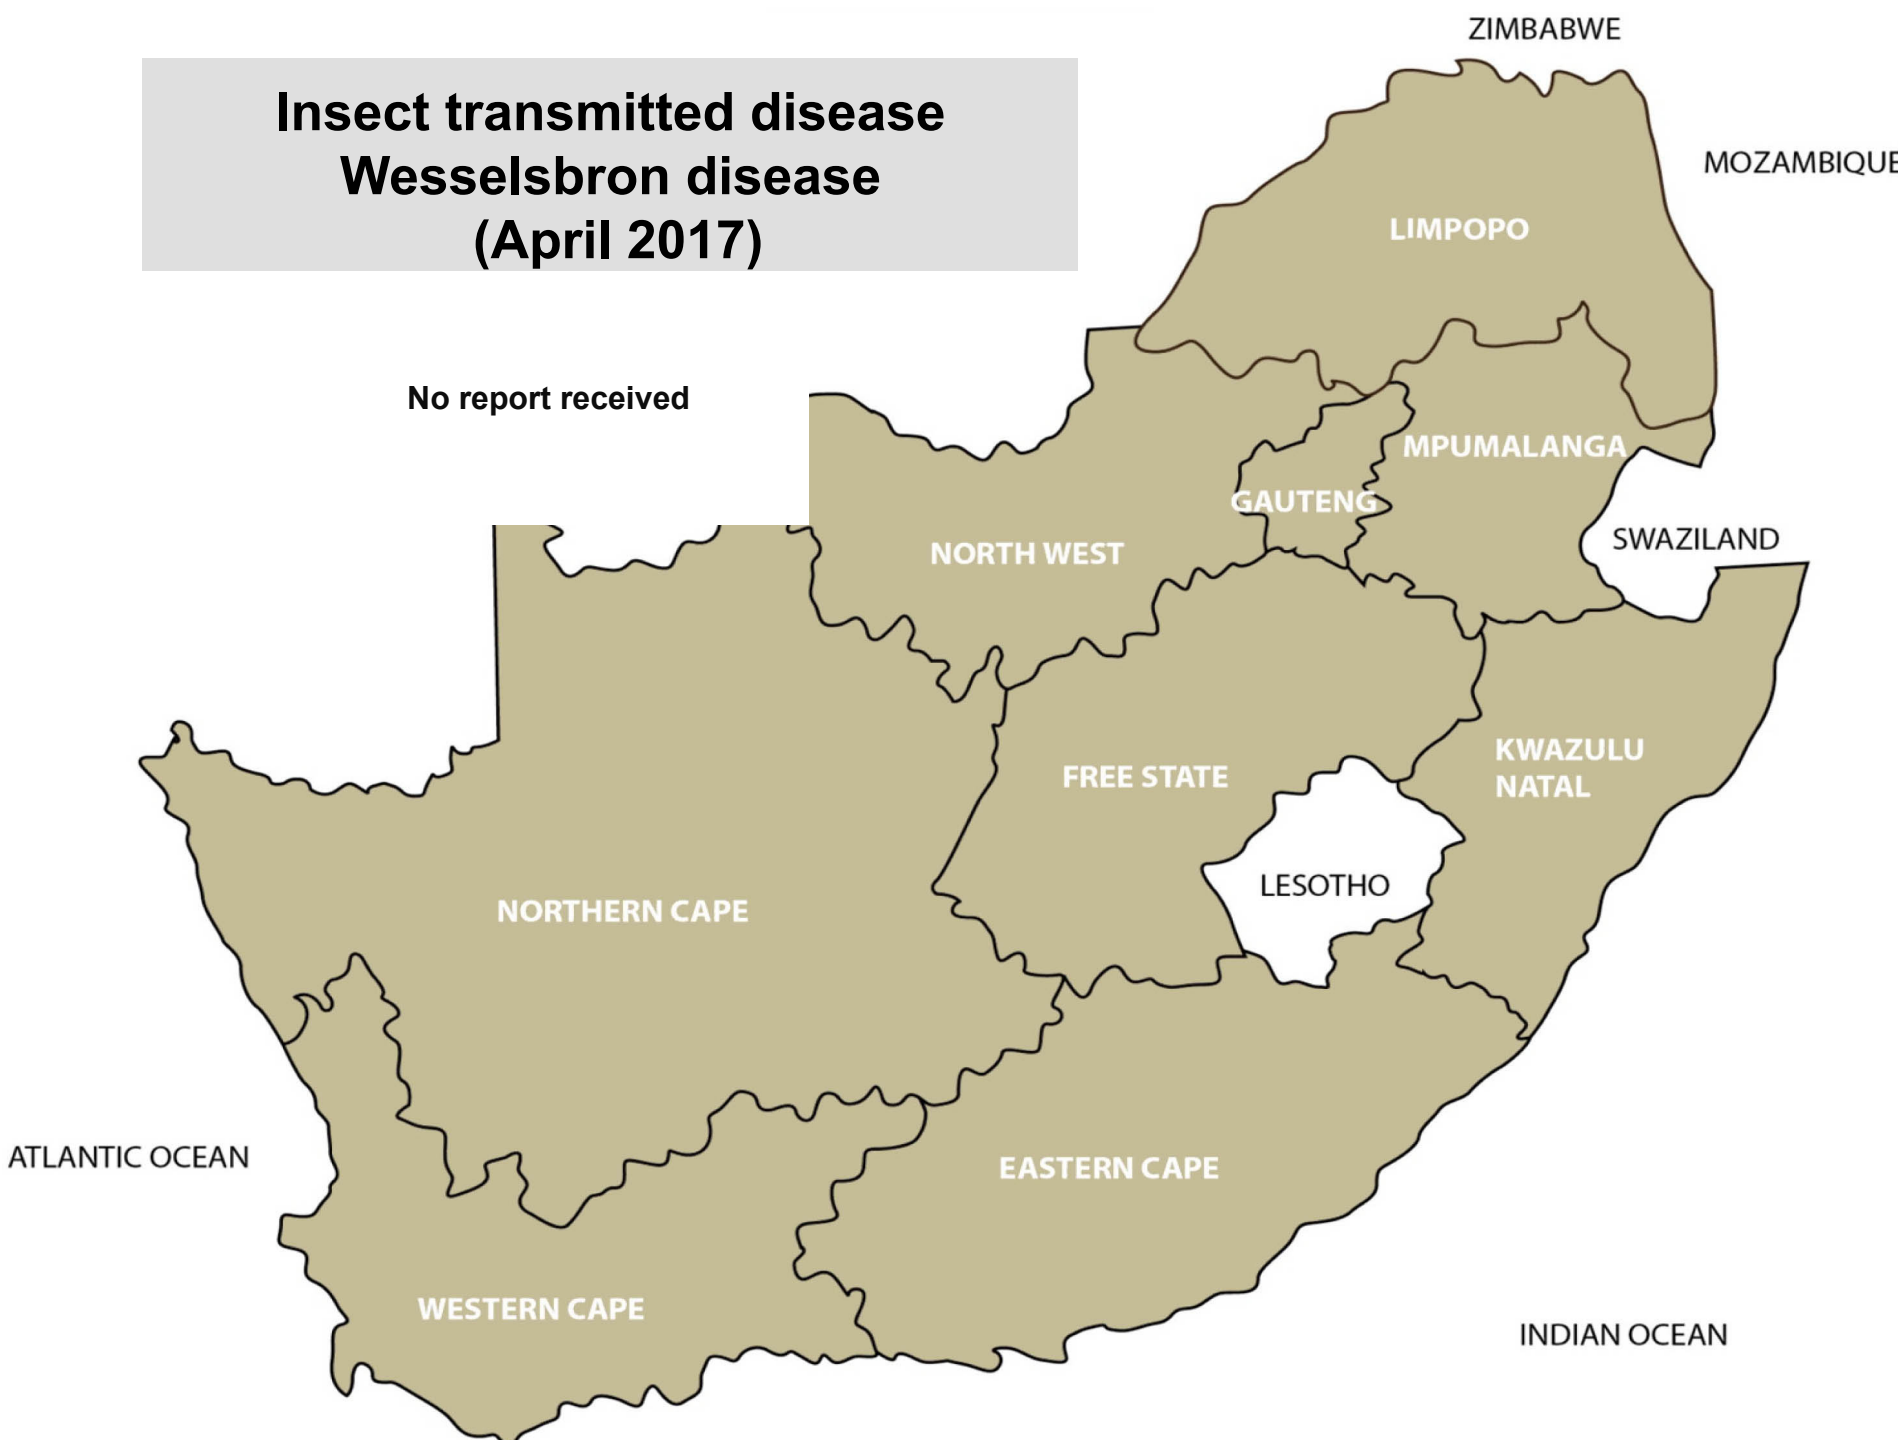 Insect transmitted disease
Wesselsbron disease
(April 2017)
No report received
ZIMBABWE
MOZAMBIQUE
LIMPOPO
MPUMALANGA
GAUTENG
SWAZILAND
NORTH WEST
KWAZULU
NATAL
FREE STATE
LESOTHO
NORTHERN CAPE
ATLANTIC OCEAN
EASTERN CAPE
WESTERN CAPE
INDIAN OCEAN